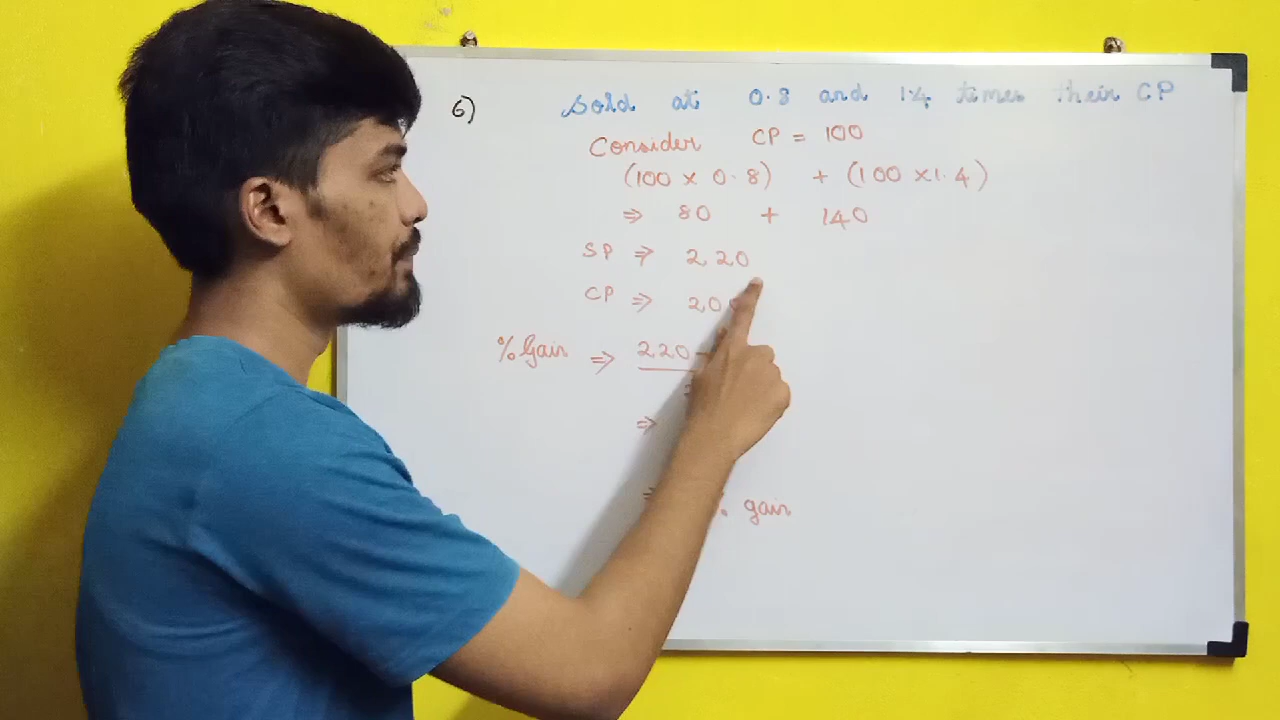 6) Sold at 0.8 and 1.4 times their CP
Consider CP = 100
(100 x 0.8) + (100 x 1.4)
⇒ 80 + 140
SP ⇒ 220
CP ⇒ 200
% Gain ⇒ 220 -
⇒
% gain